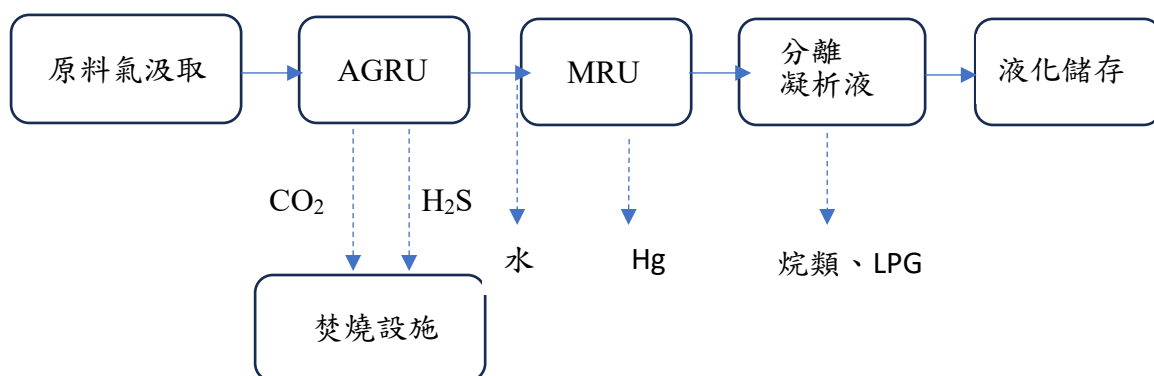 原料氣汲取
AGRU
MRU
分離
凝析液
液化儲存
CO₂
H₂S
水
Hg
烷類、LPG
焚燒設施